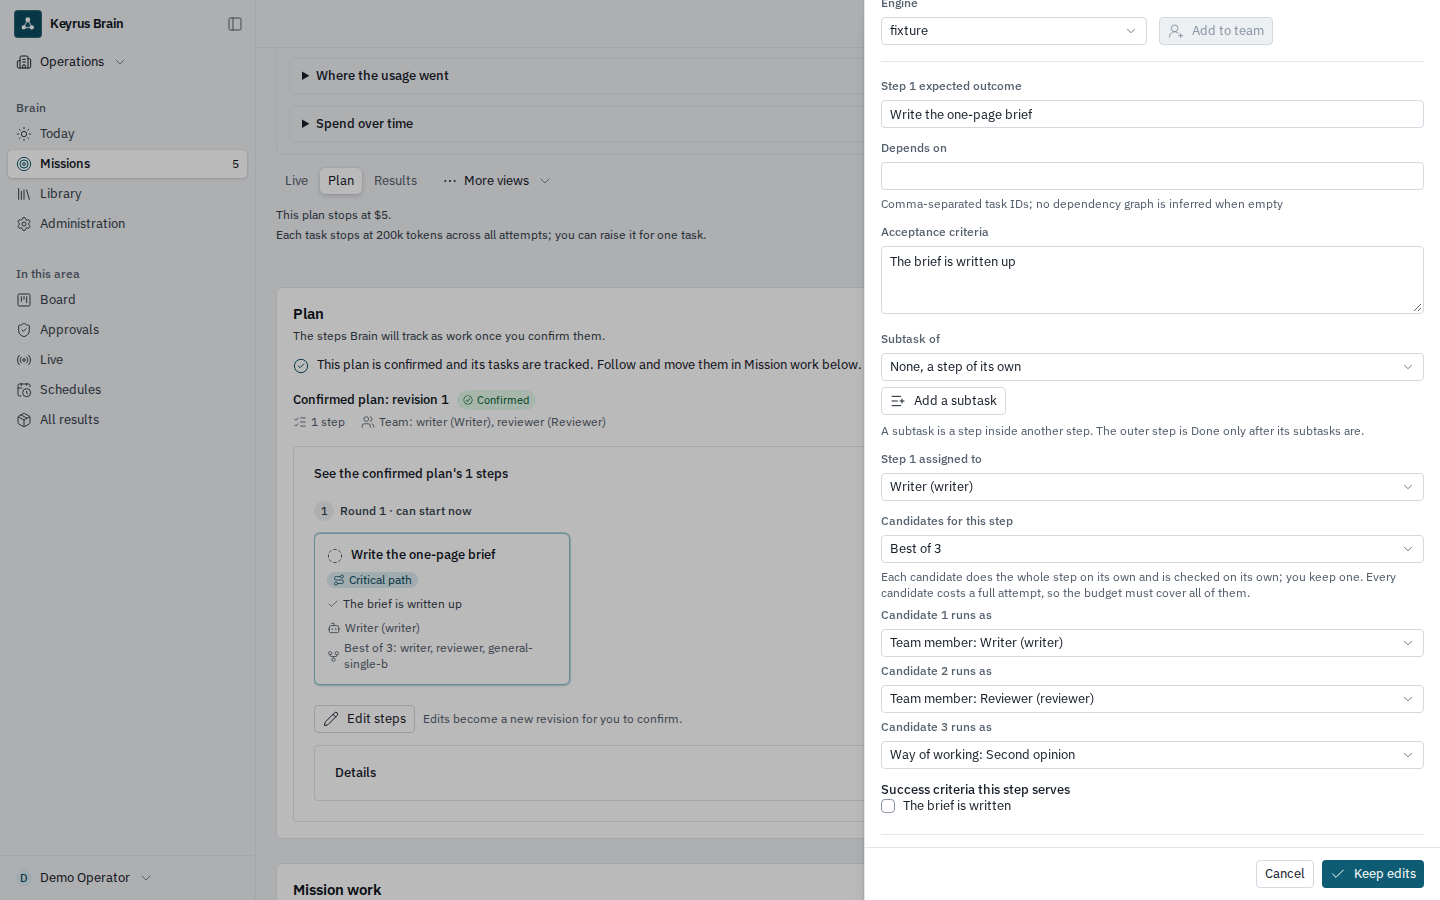 Keyrus Brain
Operations
Brain
Today
Missions 5
Library
Administration
In this area
Board
Approvals
Live
Schedules
All results
D Demo Operator
Where the usage went
Spend over time
Live Plan Results More views
This plan stops at $5.
Each task stops at 200k tokens across all attempts; you can raise it for one task.
Plan
The steps Brain will track as work once you confirm them.
This plan is confirmed and its tasks are tracked. Follow and move them in Mission work below.
Confirmed plan: revision 1 Confirmed
1 step Team: writer (Writer), reviewer (Reviewer)
See the confirmed plan's 1 steps
1 Round 1 · can start now
Write the one-page brief
Critical path
The brief is written up
Writer (writer)
Best of 3: writer, reviewer, general-
single-b
Edit steps Edits become a new revision for you to confirm.
Details
Mission work
Engine
fixture Add to team
Step 1 expected outcome
Write the one-page brief
Depends on
Comma-separated task IDs; no dependency graph is inferred when empty
Acceptance criteria
The brief is written up
Subtask of
None, a step of its own
Add a subtask
A subtask is a step inside another step. The outer step is Done only after its subtasks are.
Step 1 assigned to
Writer (writer)
Candidates for this step
Best of 3
Each candidate does the whole step on its own and is checked on its own; you keep one. Every
candidate costs a full attempt, so the budget must cover all of them.
Candidate 1 runs as
Team member: Writer (writer)
Candidate 2 runs as
Team member: Reviewer (reviewer)
Candidate 3 runs as
Way of working: Second opinion
Success criteria this step serves
The brief is written
Cancel Keep edits